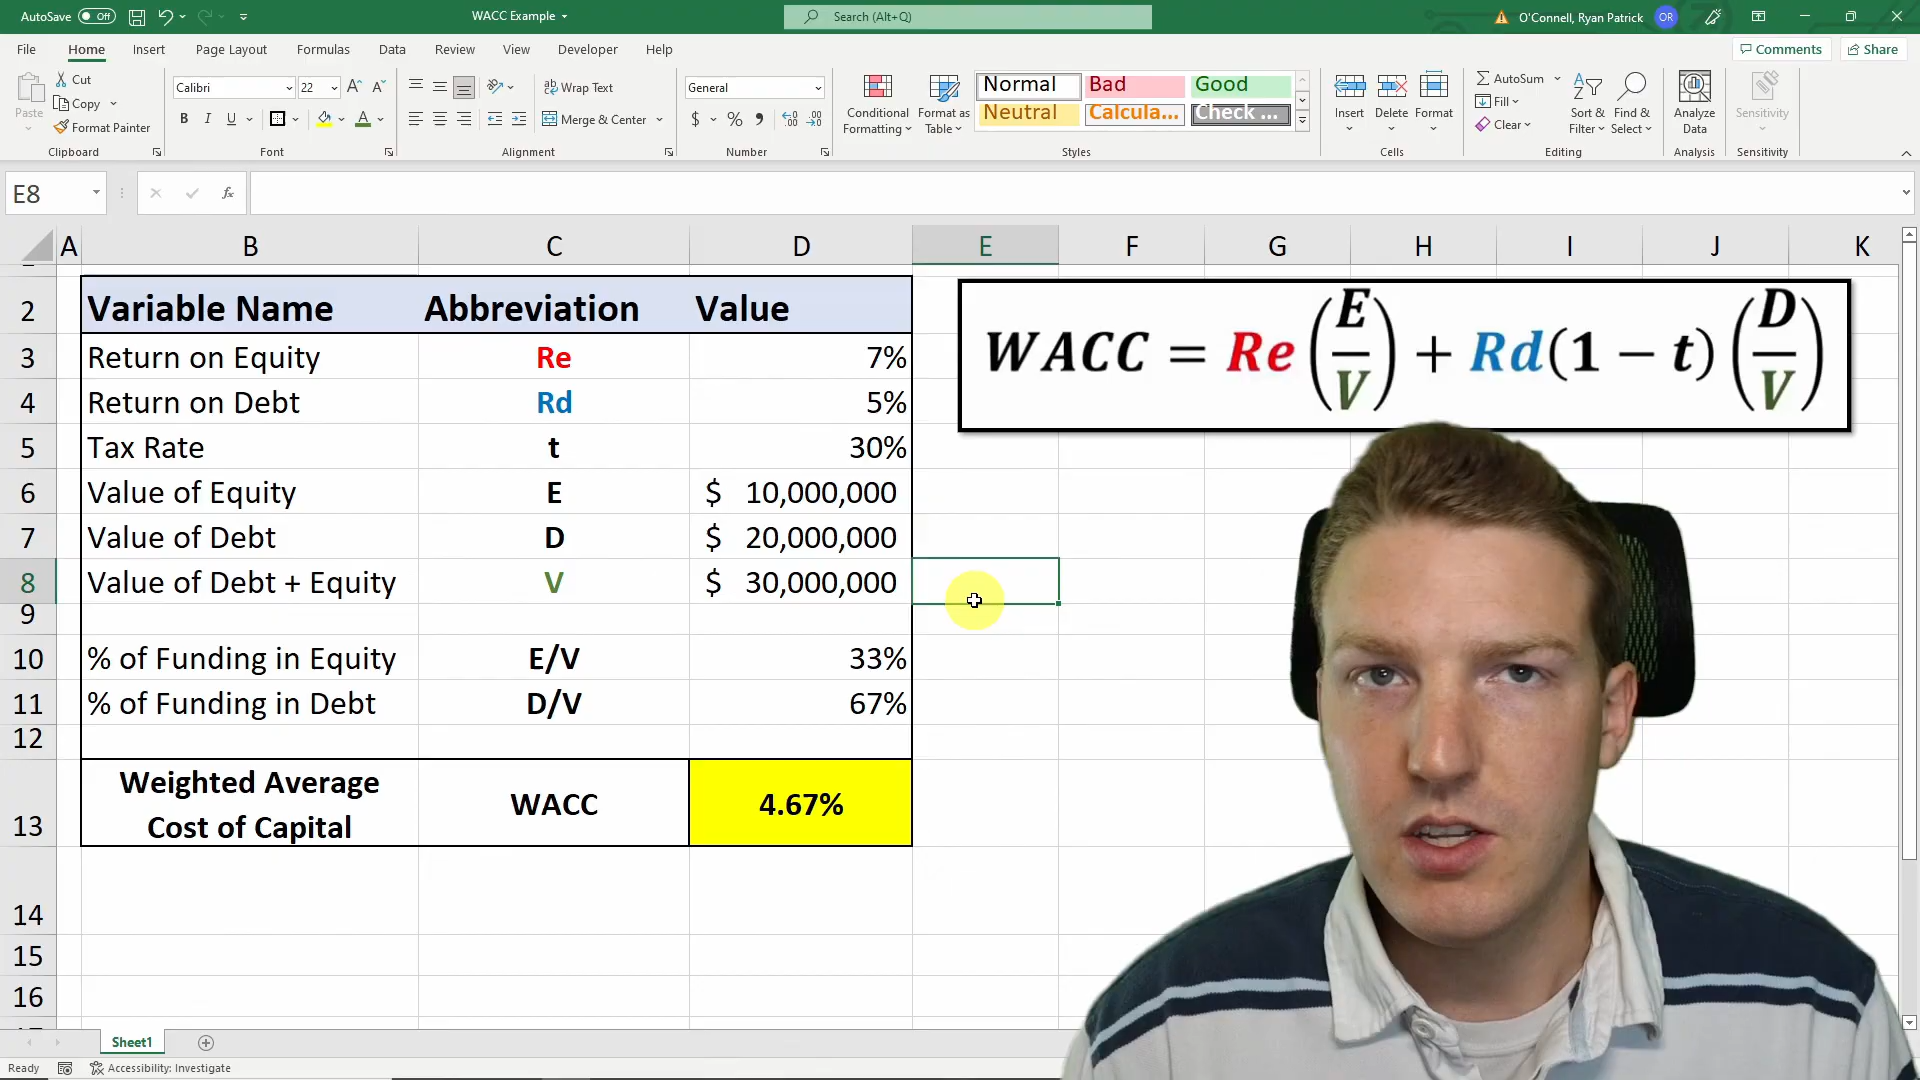 AutoSave Off
WACC Example
Search (Alt+Q)
O'Connell, Ryan Patrick OR
File Home Insert Page Layout Formulas Data Review View Developer Help
Comments Share
Paste
Cut
Copy
Format Painter
Clipboard
Calibri 22 A A
B I U A
Font
Wrap Text
Merge & Center
Alignment
General
$ % 9
Number
Conditional Formatting
Format as Table
Normal Bad Good
Neutral Calcula... Check ...
Styles
Insert Delete Format
Cells
AutoSum
Fill
Clear
Sort & Filter
Find & Select
Editing
Analyze Data
Analysis
Sensitivity
Sensitivity
E8 fx
A B C D E F G H I J K
2 Variable Name Abbreviation Value
3 Return on Equity Re 7%
4 Return on Debt Rd 5%
5 Tax Rate t 30%
6 Value of Equity E $ 10,000,000
7 Value of Debt D $ 20,000,000
8 Value of Debt + Equity V $ 30,000,000
9
10 % of Funding in Equity E/V 33%
11 % of Funding in Debt D/V 67%
12
13 Weighted Average Cost of Capital WACC 4.67%
14
15
16
WACC = Re (E/V) + Rd(1 − t) (D/V)
Sheet1
Ready Accessibility: Investigate